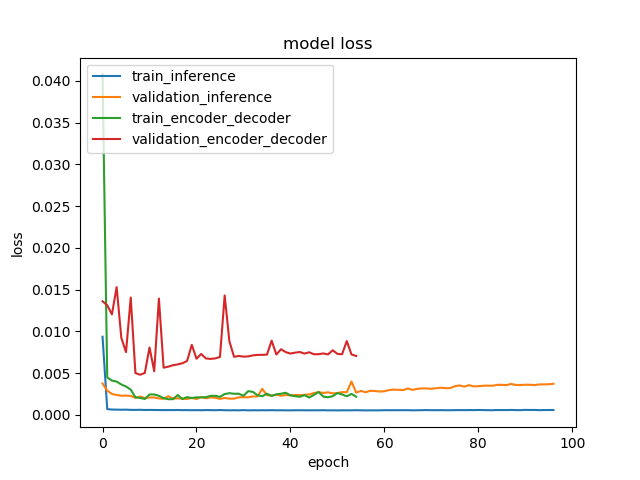 model loss
train_inference
validation_inference
train_encoder_decoder
validation_encoder_decoder
0.040
0.035
0.030
0.025
0.020
0.015
0.010
0.005
0.000
loss
0 20 40 60 80 100
epoch